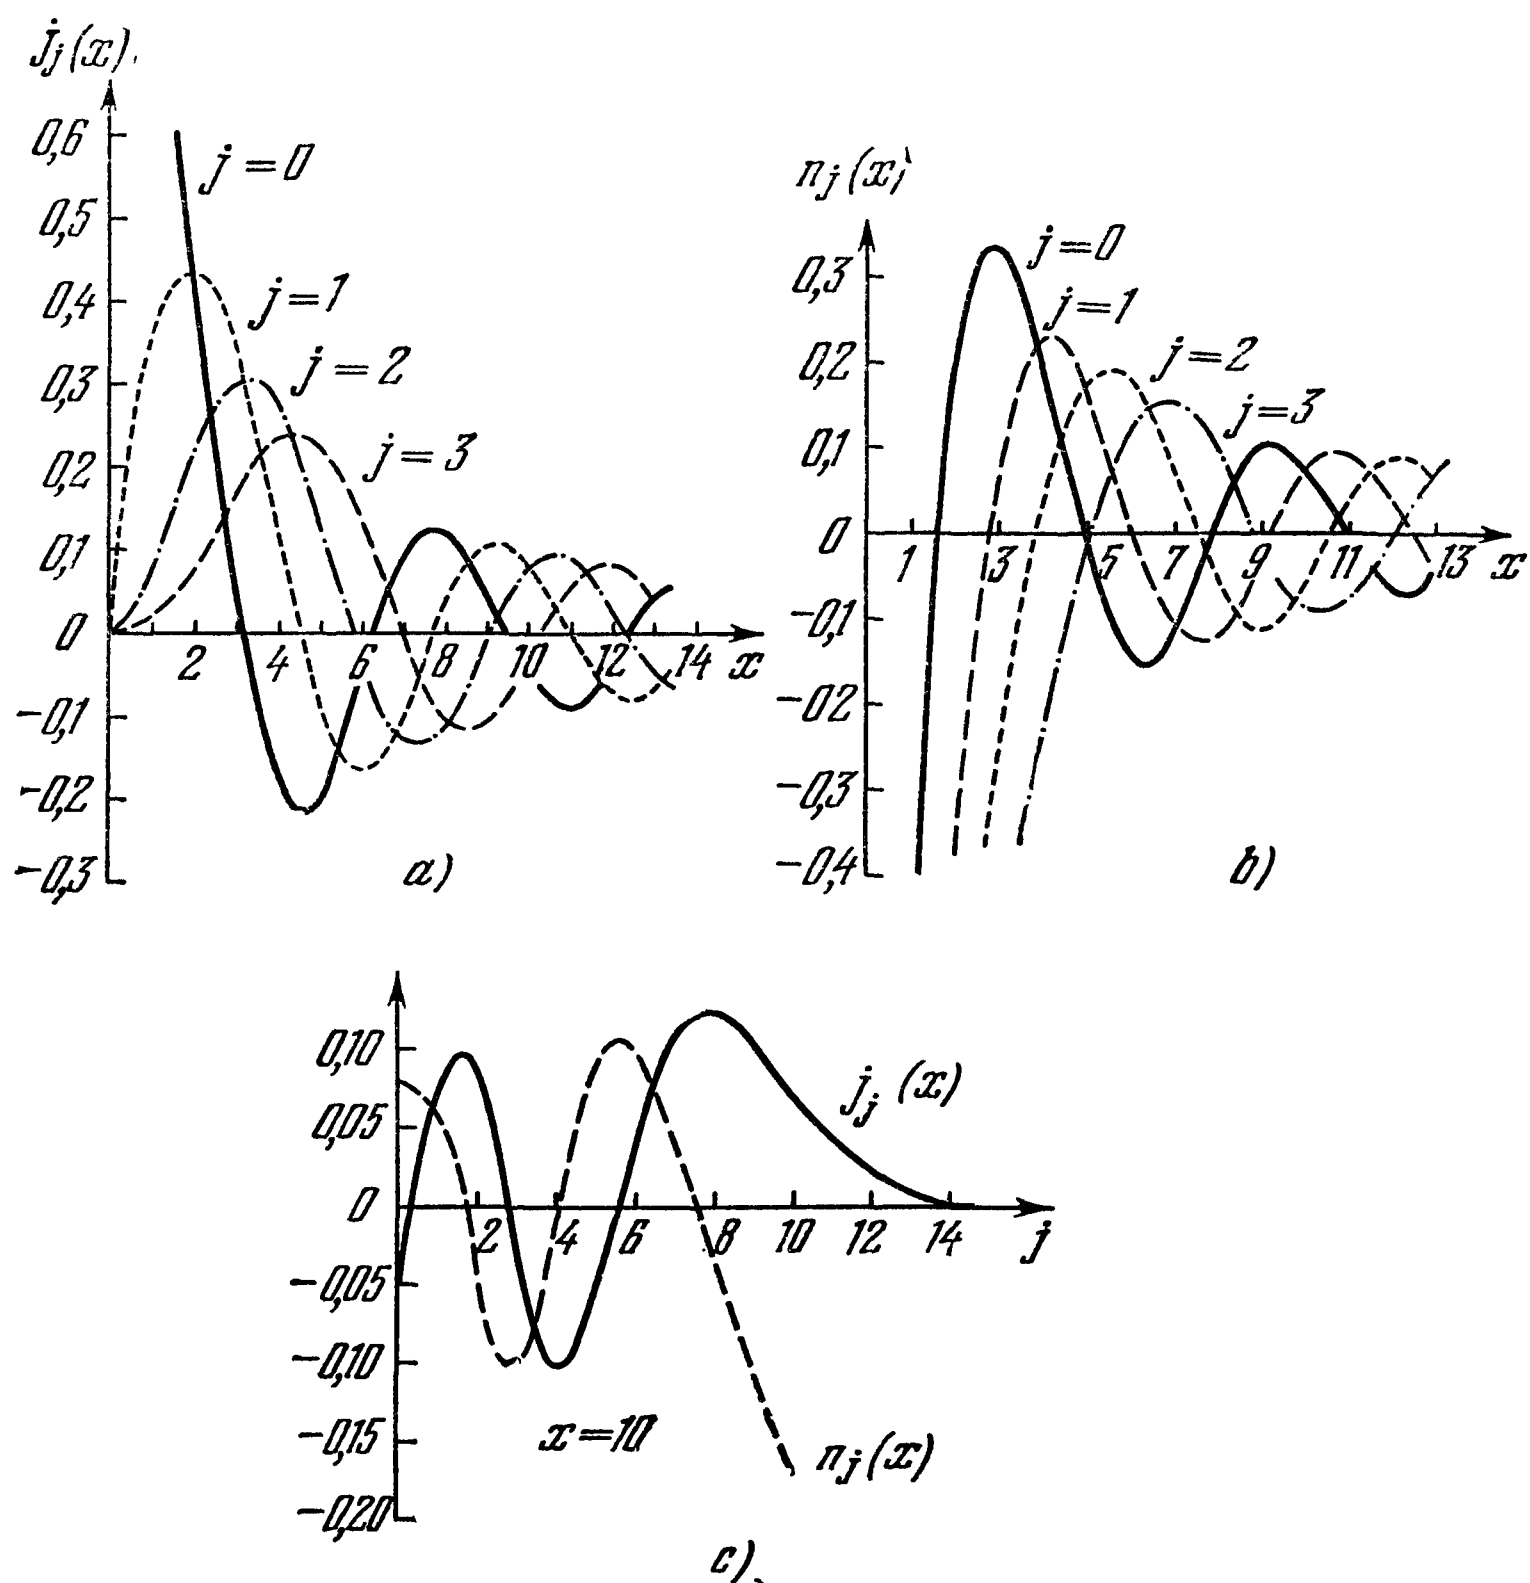 j_j(x)
0,6
0,5
0,4
0,3
0,2
0,1
0
−0,1
−0,2
−0,3
j=0
j=1
j=2
j=3
2 4 6 8 10 12 14 x
a)
n_j(x)
0,3
0,2
0,1
0
−0,1
−02
−0,3
−0,4
j=0
j=1
j=2
j=3
1 3 5 7 9 11 13 x
b)
0,10
0,05
0
−0,05
−0,10
−0,15
−0,20
j_j (x)
2 4 6 8 10 12 14 j
x=10
n_j(x)
c)